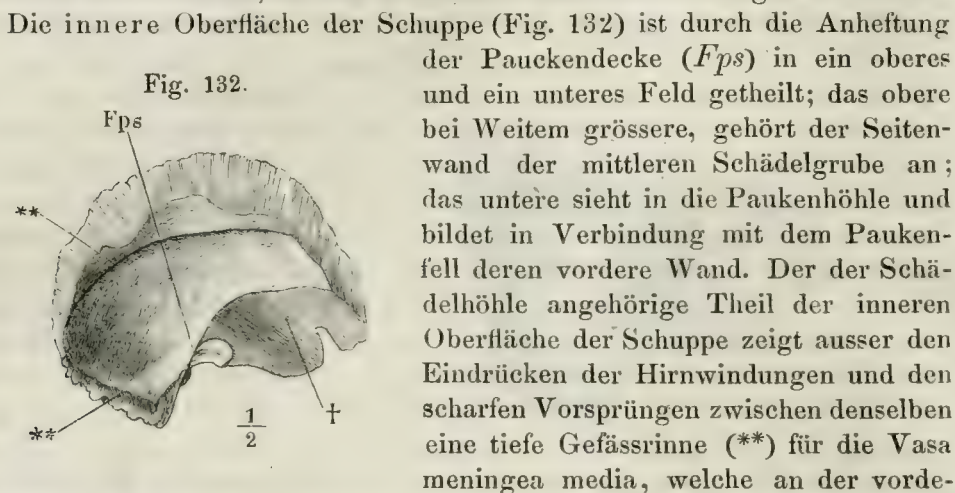 Die innere Oberfläche der Schuppe (Fig. 132) ist durch die Anheftung
der Pauckendecke (Fps) in ein oberes
und ein unteres Feld getheilt; das obere
bei Weitem grössere, gehört der Seiten-
wand der mittleren Schädelgrube an;
das untere sieht in die Paukenhöhle und
bildet in Verbindung mit dem Pauken-
fell deren vordere Wand. Der der Schä-
delhöhle angehörige Theil der inneren
Oberfläche der Schuppe zeigt ausser den
Eindrücken der Hirnwindungen und den
scharfen Vorsprüngen zwischen denselben
eine tiefe Gefässrinne (**) für die Vasa
meningea media, welche an der vorde-
Fig. 132.
Fps
**
**
1
2
†